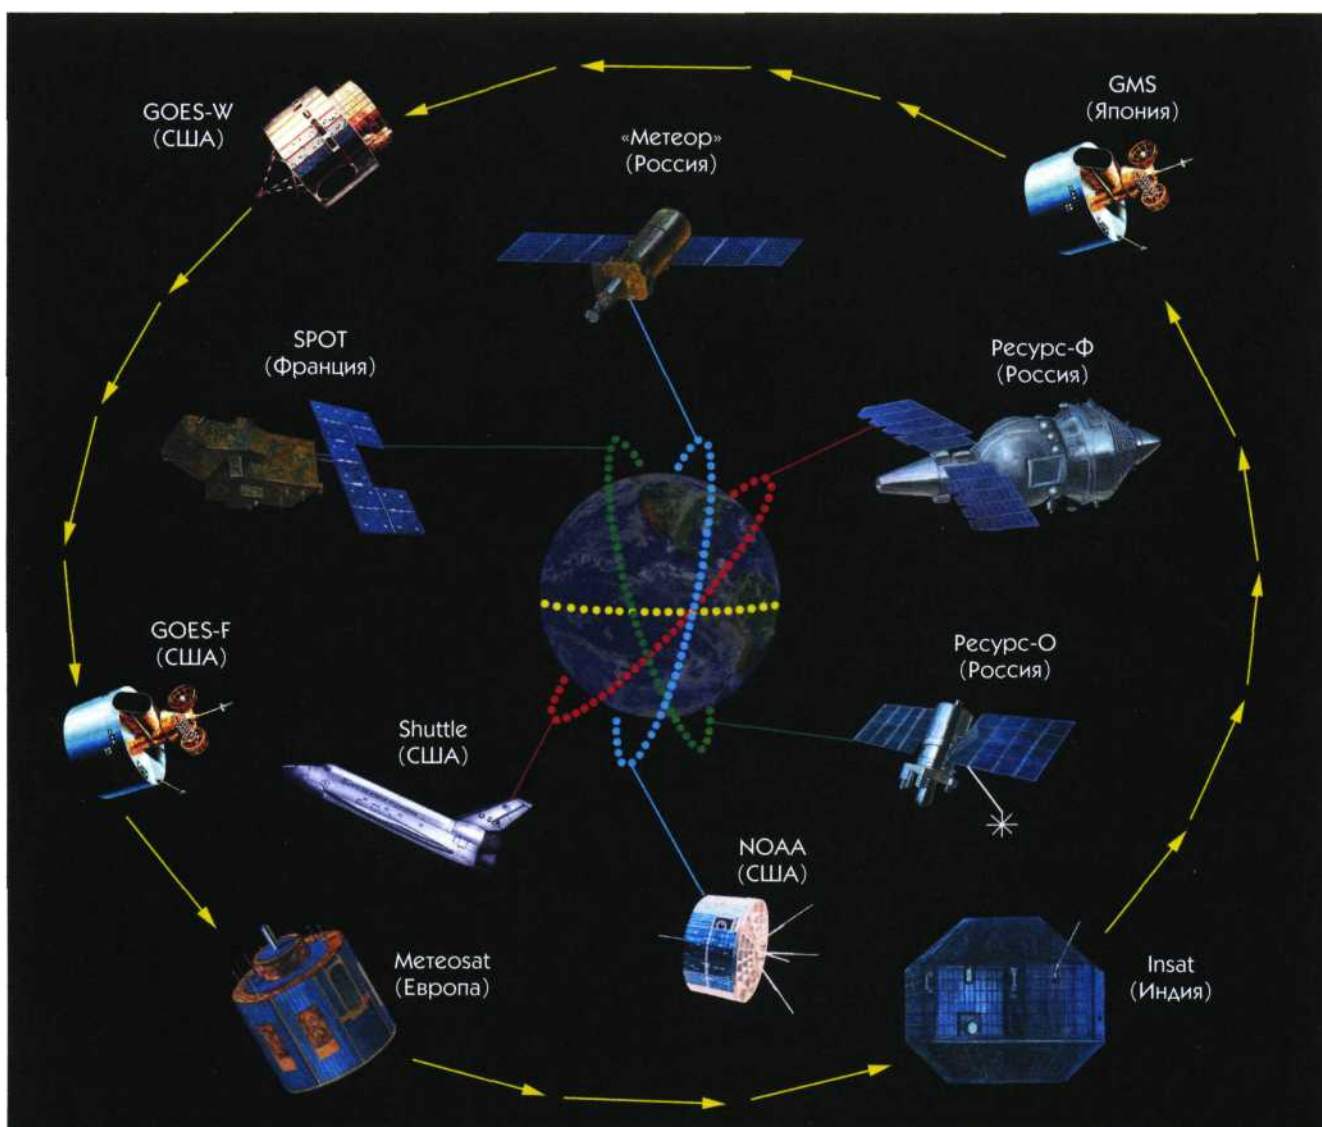 GOES-W
(США)
GMS
(Япония)
«Метеор»
(Россия)
SPOT
(Франция)
Ресурс-Ф
(Россия)
GOES-F
(США)
Ресурс-О
(Россия)
Shuttle
(США)
NOAA
(США)
Метеоsat
(Европа)
Insat
(Индия)